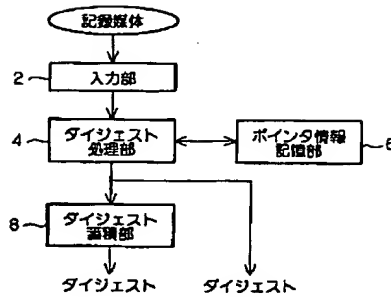 記録媒体
2
入力部
4
ダイジェスト
処理部
ポインタ情報
記憶部
6
8
ダイジェスト
蓄積部
ダイジェスト
ダイジェスト